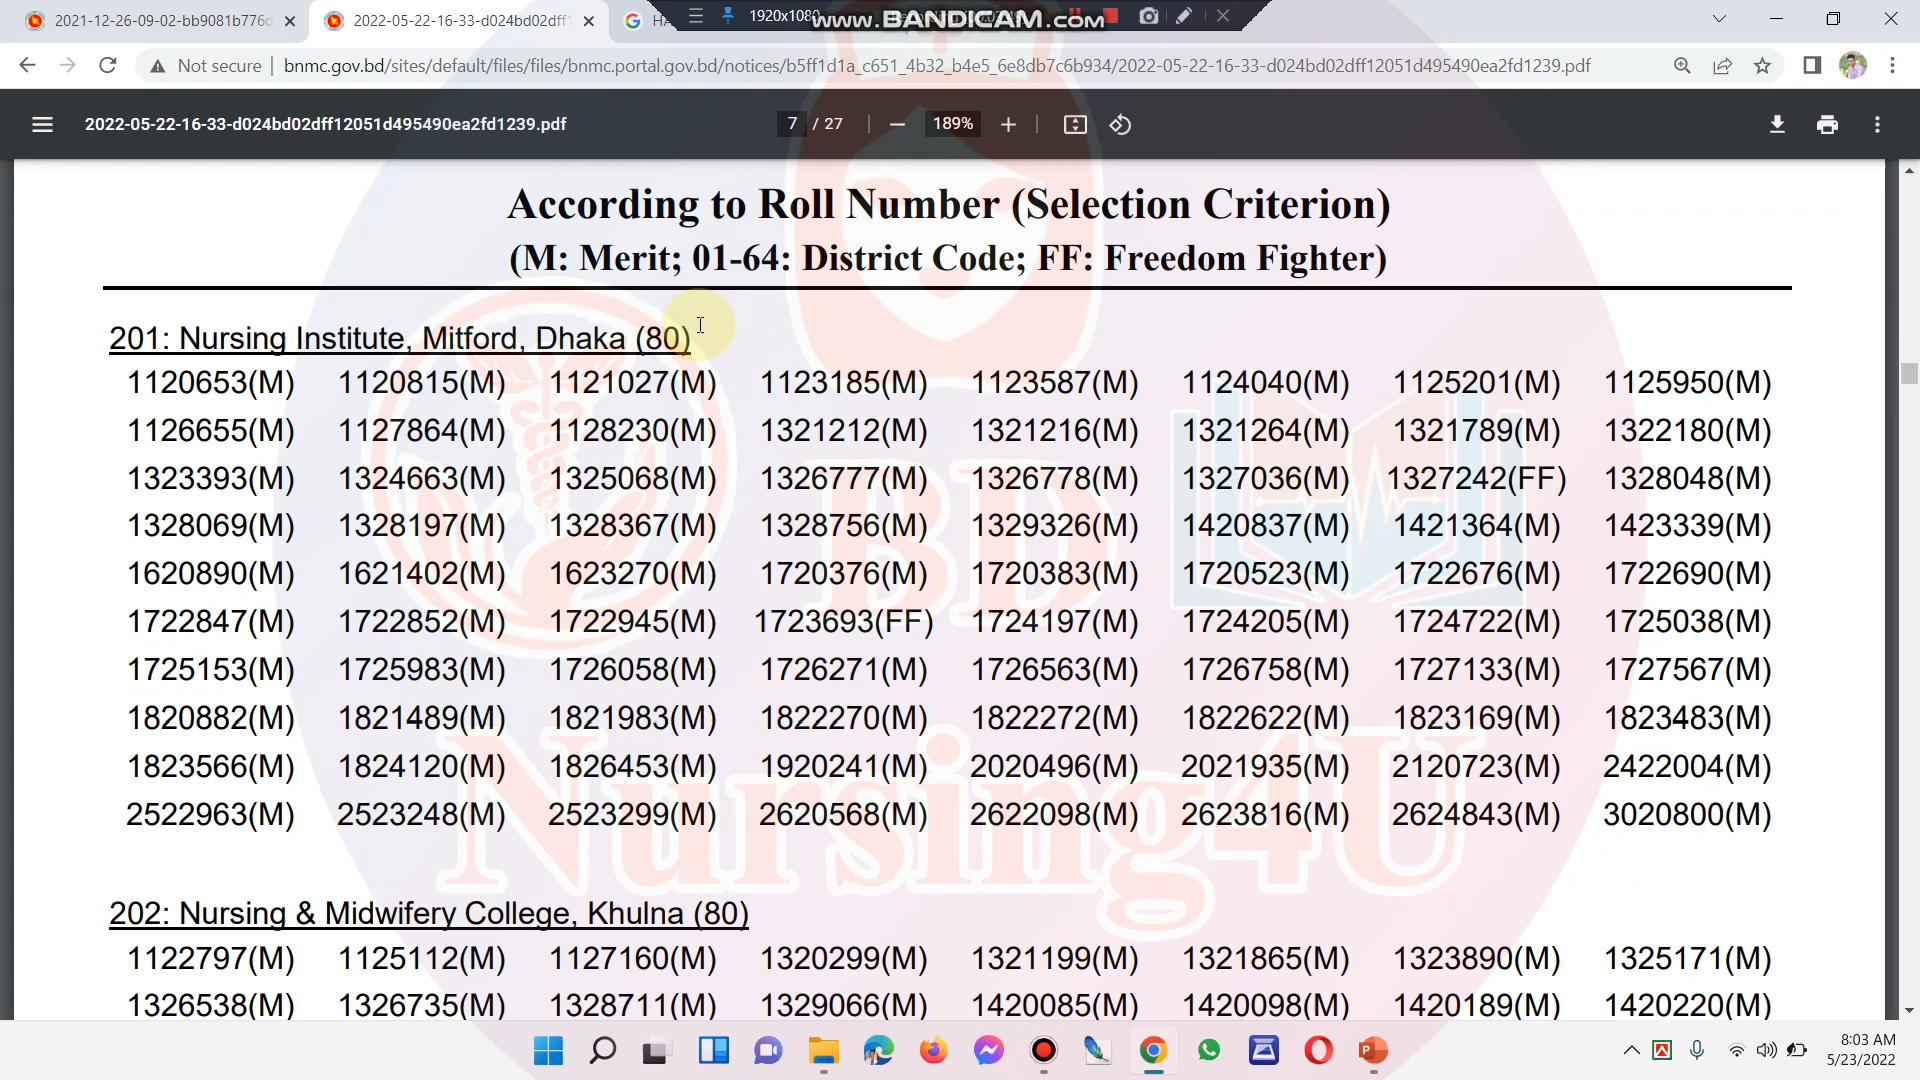 2021-12-26-09-02-bb9081b776d
2022-05-22-16-33-d024bd02dff1
1920x1080
www.BANDICAM.com
Not secure
bnmc.gov.bd/sites/default/files/files/bnmc.portal.gov.bd/notices/b5ff1d1a_c651_4b32_b4e5_6e8db7c6b934/2022-05-22-16-33-d024bd02dff12051d495490ea2fd1239.pdf
2022-05-22-16-33-d024bd02dff12051d495490ea2fd1239.pdf
7 / 27
189%
According to Roll Number (Selection Criterion)
(M: Merit; 01-64: District Code; FF: Freedom Fighter)
201: Nursing Institute, Mitford, Dhaka (80)
1120653(M) 1120815(M) 1121027(M) 1123185(M) 1123587(M) 1124040(M) 1125201(M) 1125950(M)
1126655(M) 1127864(M) 1128230(M) 1321212(M) 1321216(M) 1321264(M) 1321789(M) 1322180(M)
1323393(M) 1324663(M) 1325068(M) 1326777(M) 1326778(M) 1327036(M) 1327242(FF) 1328048(M)
1328069(M) 1328197(M) 1328367(M) 1328756(M) 1329326(M) 1420837(M) 1421364(M) 1423339(M)
1620890(M) 1621402(M) 1623270(M) 1720376(M) 1720383(M) 1720523(M) 1722676(M) 1722690(M)
1722847(M) 1722852(M) 1722945(M) 1723693(FF) 1724197(M) 1724205(M) 1724722(M) 1725038(M)
1725153(M) 1725983(M) 1726058(M) 1726271(M) 1726563(M) 1726758(M) 1727133(M) 1727567(M)
1820882(M) 1821489(M) 1821983(M) 1822270(M) 1822272(M) 1822622(M) 1823169(M) 1823483(M)
1823566(M) 1824120(M) 1826453(M) 1920241(M) 2020496(M) 2021935(M) 2120723(M) 2422004(M)
2522963(M) 2523248(M) 2523299(M) 2620568(M) 2622098(M) 2623816(M) 2624843(M) 3020800(M)
202: Nursing & Midwifery College, Khulna (80)
1122797(M) 1125112(M) 1127160(M) 1320299(M) 1321199(M) 1321865(M) 1323890(M) 1325171(M)
1326538(M) 1326735(M) 1328711(M) 1329066(M) 1420085(M) 1420098(M) 1420189(M) 1420220(M)
BD
Nursing4U
8:03 AM
5/23/2022